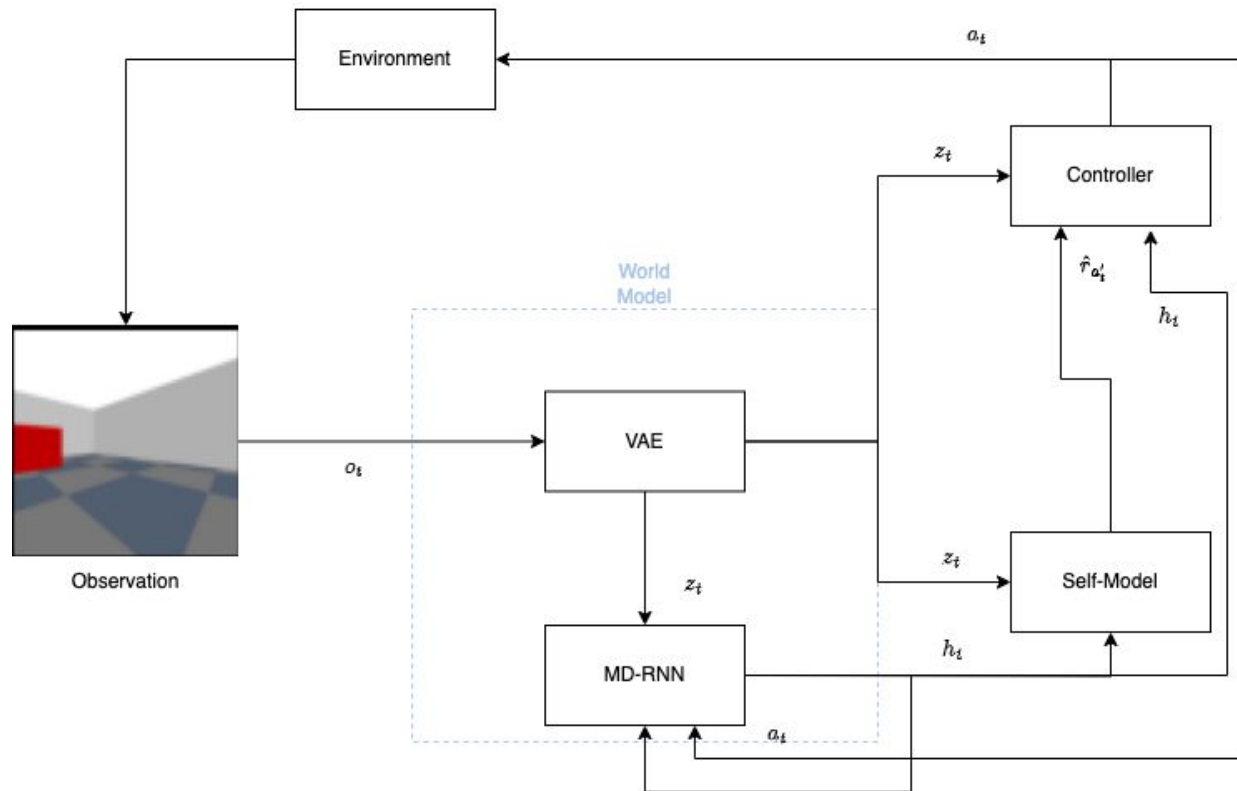 a_t
Environment
z_t
Controller
r̂_{a'_t}
World
Model
h_t
VAE
o_t
Observation
z_t
z_t
Self-Model
h_t
MD-RNN
a_t